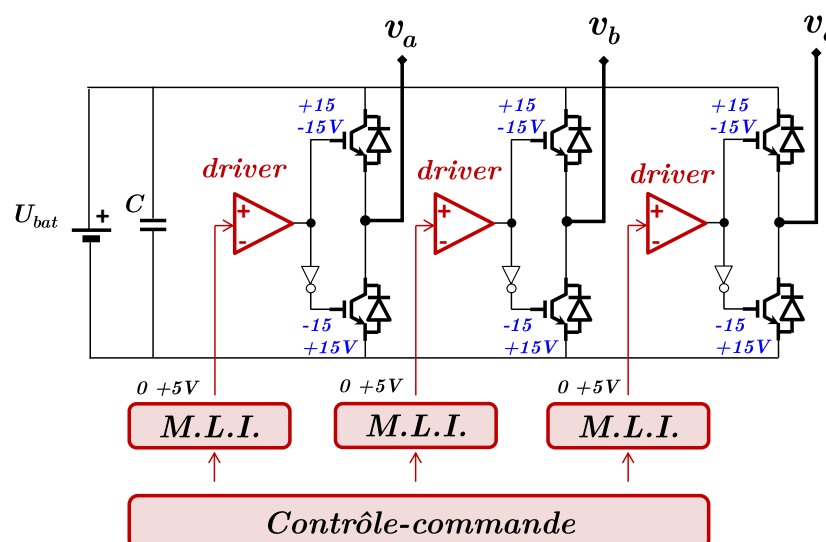 v_a
v_b
+15
-15V
+15
-15V
+15
-15V
driver
driver
driver
U_bat
+
C
+
-
+
-
+
-
-15
+15V
-15
+15V
-15
+15V
0 +5V
0 +5V
0 +5V
M.L.I.
M.L.I.
M.L.I.
Contrôle-commande